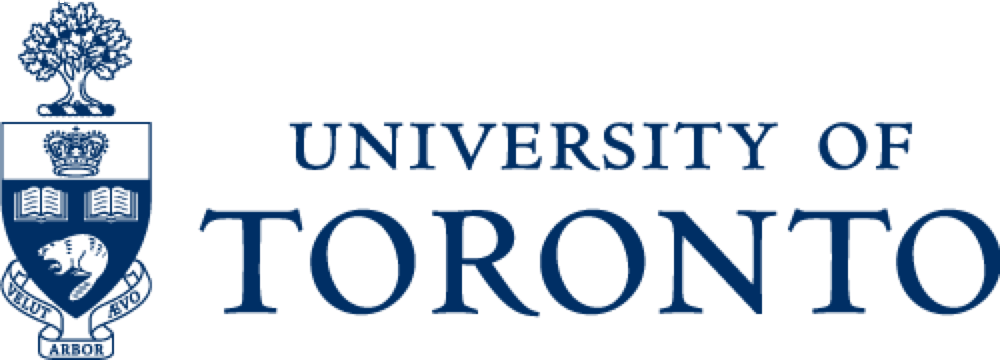 UNIVERSITY OF
TORONTO
VELUT ARBOR ÆVO